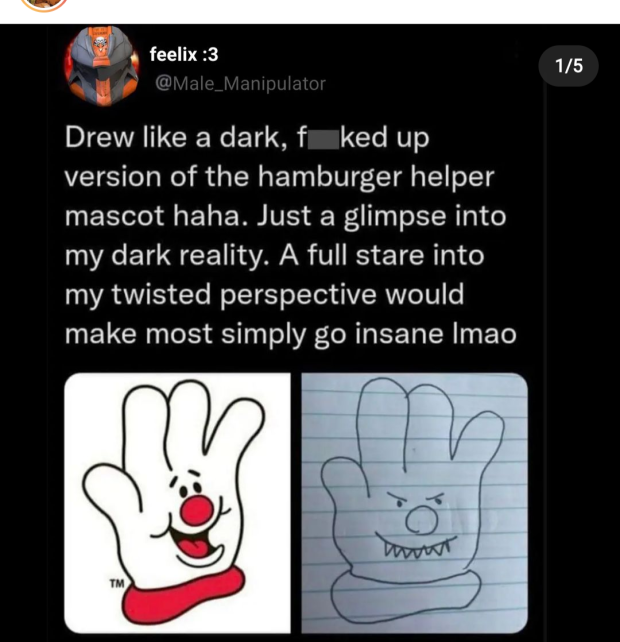 feelix :3
@Male_Manipulator
1/5
Drew like a dark, f ked up
version of the hamburger helper
mascot haha. Just a glimpse into
my dark reality. A full stare into
my twisted perspective would
make most simply go insane lmao
TM